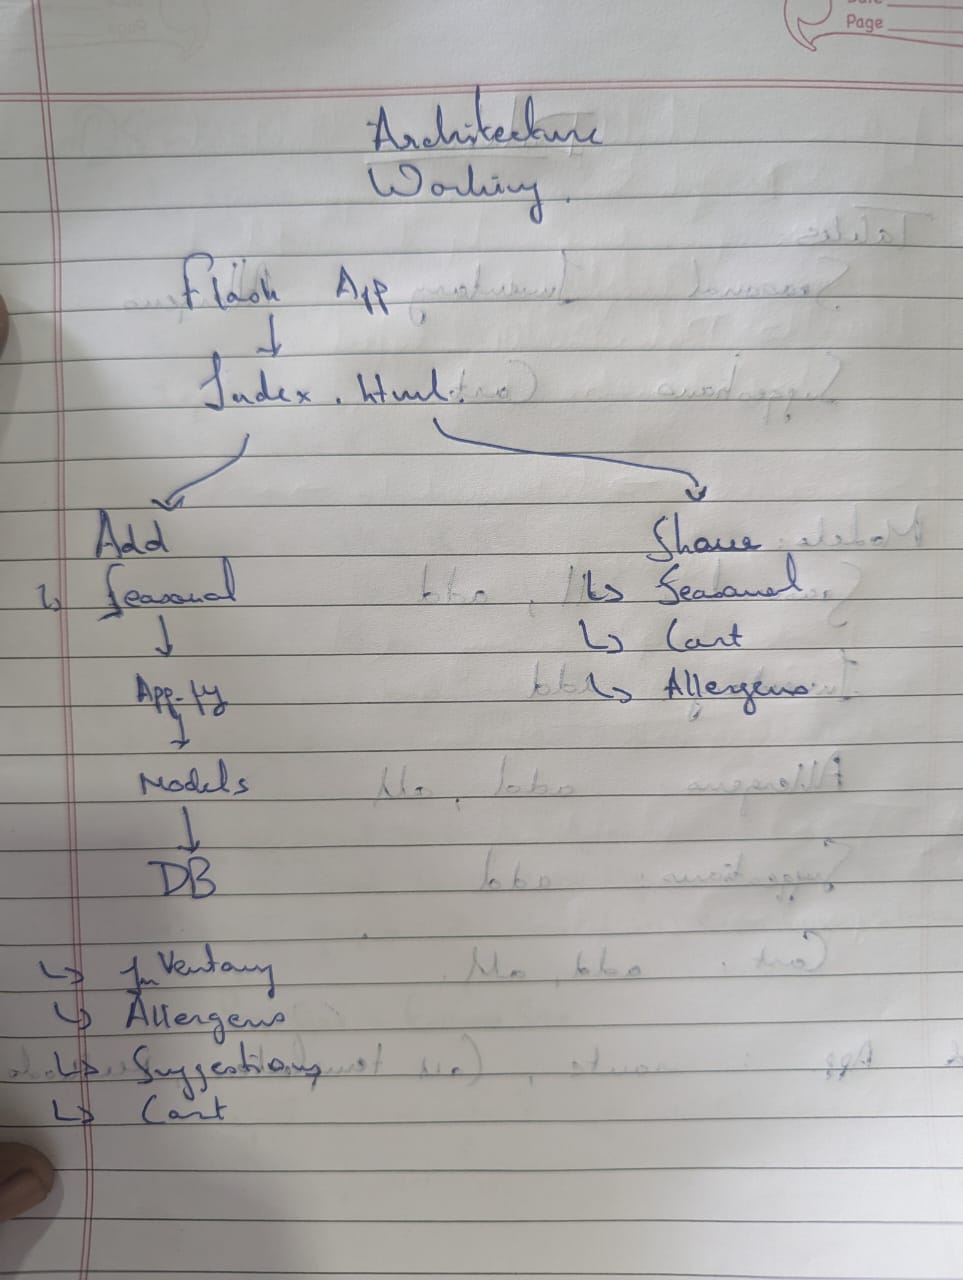 Page
Architecture
Working.
Flask App
↓
Index.html.
Add
↳ Seasonal
↓
App.py
↓
Models
↓
DB
↳ Inventory
↳ Allergens
↳ Suggestions
↳ Cart
Show
↳ Seasonal
↳ Cart
↳ Allergens